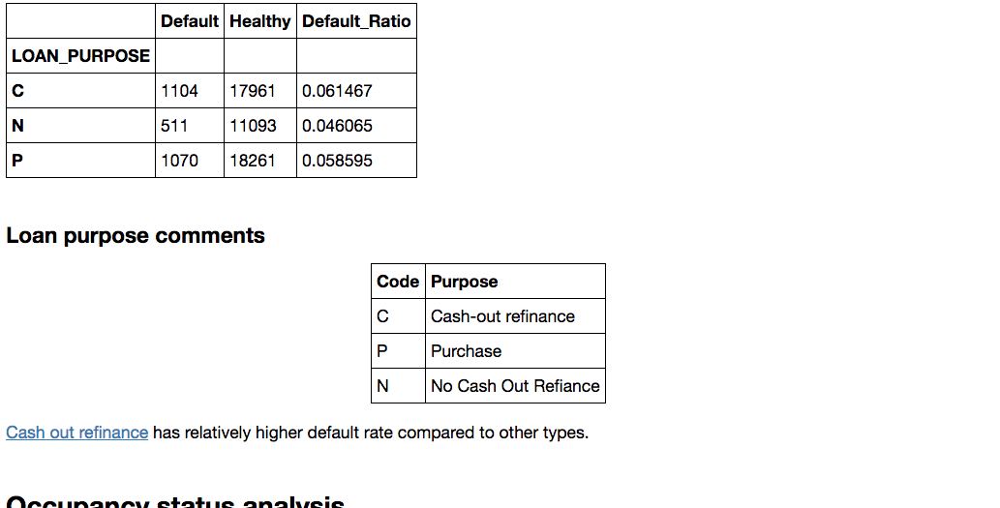 Default Healthy Default_Ratio
LOAN_PURPOSE
C 1104 17961 0.061467
N 511 11093 0.046065
P 1070 18261 0.058595
Loan purpose comments
Code Purpose
C Cash-out refinance
P Purchase
N No Cash Out Refiance
Cash out refinance has relatively higher default rate compared to other types.
Occupancy status analysis